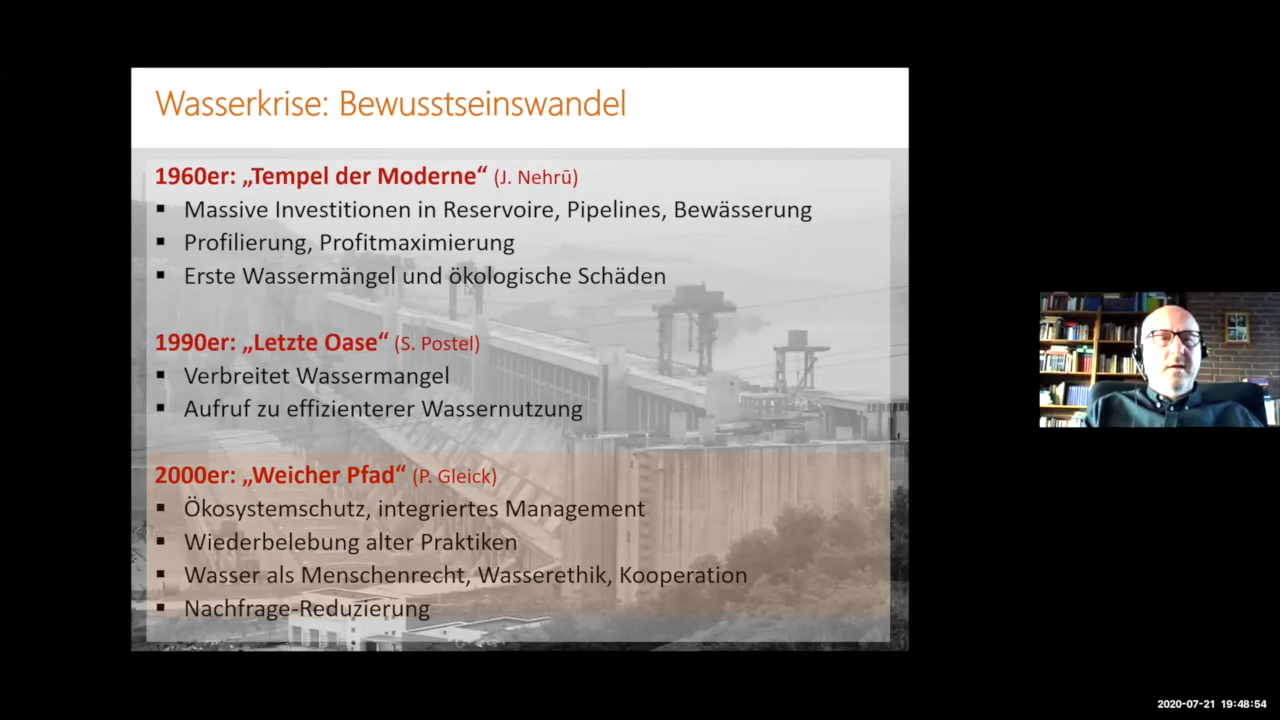 Wasserkrise: Bewusstseinswandel
1960er: „Tempel der Moderne“ (J. Nehrū)
▪ Massive Investitionen in Reservoire, Pipelines, Bewässerung
▪ Profilierung, Profitmaximierung
▪ Erste Wassermängel und ökologische Schäden
1990er: „Letzte Oase“ (S. Postel)
▪ Verbreitet Wassermangel
▪ Aufruf zu effizienterer Wassernutzung
2000er: „Weicher Pfad“ (P. Gleick)
▪ Ökosystemschutz, integriertes Management
▪ Wiederbelebung alter Praktiken
▪ Wasser als Menschenrecht, Wasserethik, Kooperation
▪ Nachfrage-Reduzierung
2020-07-21 19:48:54